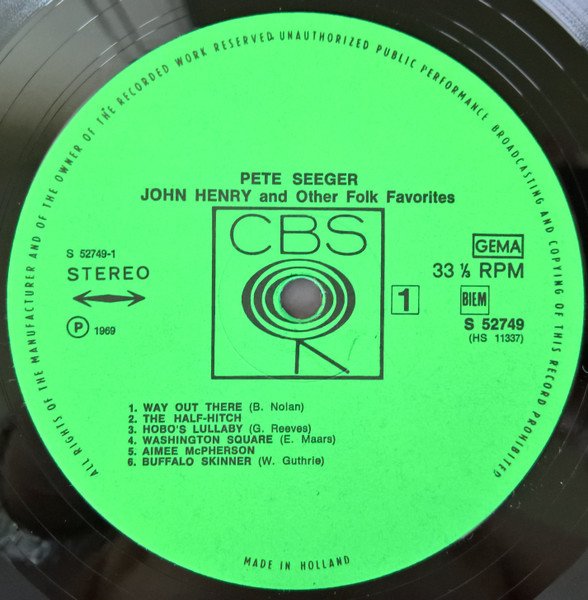 ALL RIGHTS OF THE MANUFACTURER AND OF THE OWNER OF THE RECORDED WORK RESERVED UNAUTHORIZED PUBLIC PERFORMANCE BROADCASTING AND COPYING OF THIS RECORD PROHIBITED
PETE SEEGER
JOHN HENRY and Other Folk Favorites
CBS
S 52749-1
STEREO
Ⓟ 1969
GEMA
33 ⅓ RPM
1
BIEM
S 52749
(HS 11337)
1. WAY OUT THERE (B. Nolan)
2. THE HALF-HITCH
3. HOBO'S LULLABY (G. Reeves)
4. WASHINGTON SQUARE (E. Maars)
5. AIMEE McPHERSON
6. BUFFALO SKINNER (W. Guthrie)
MADE IN HOLLAND